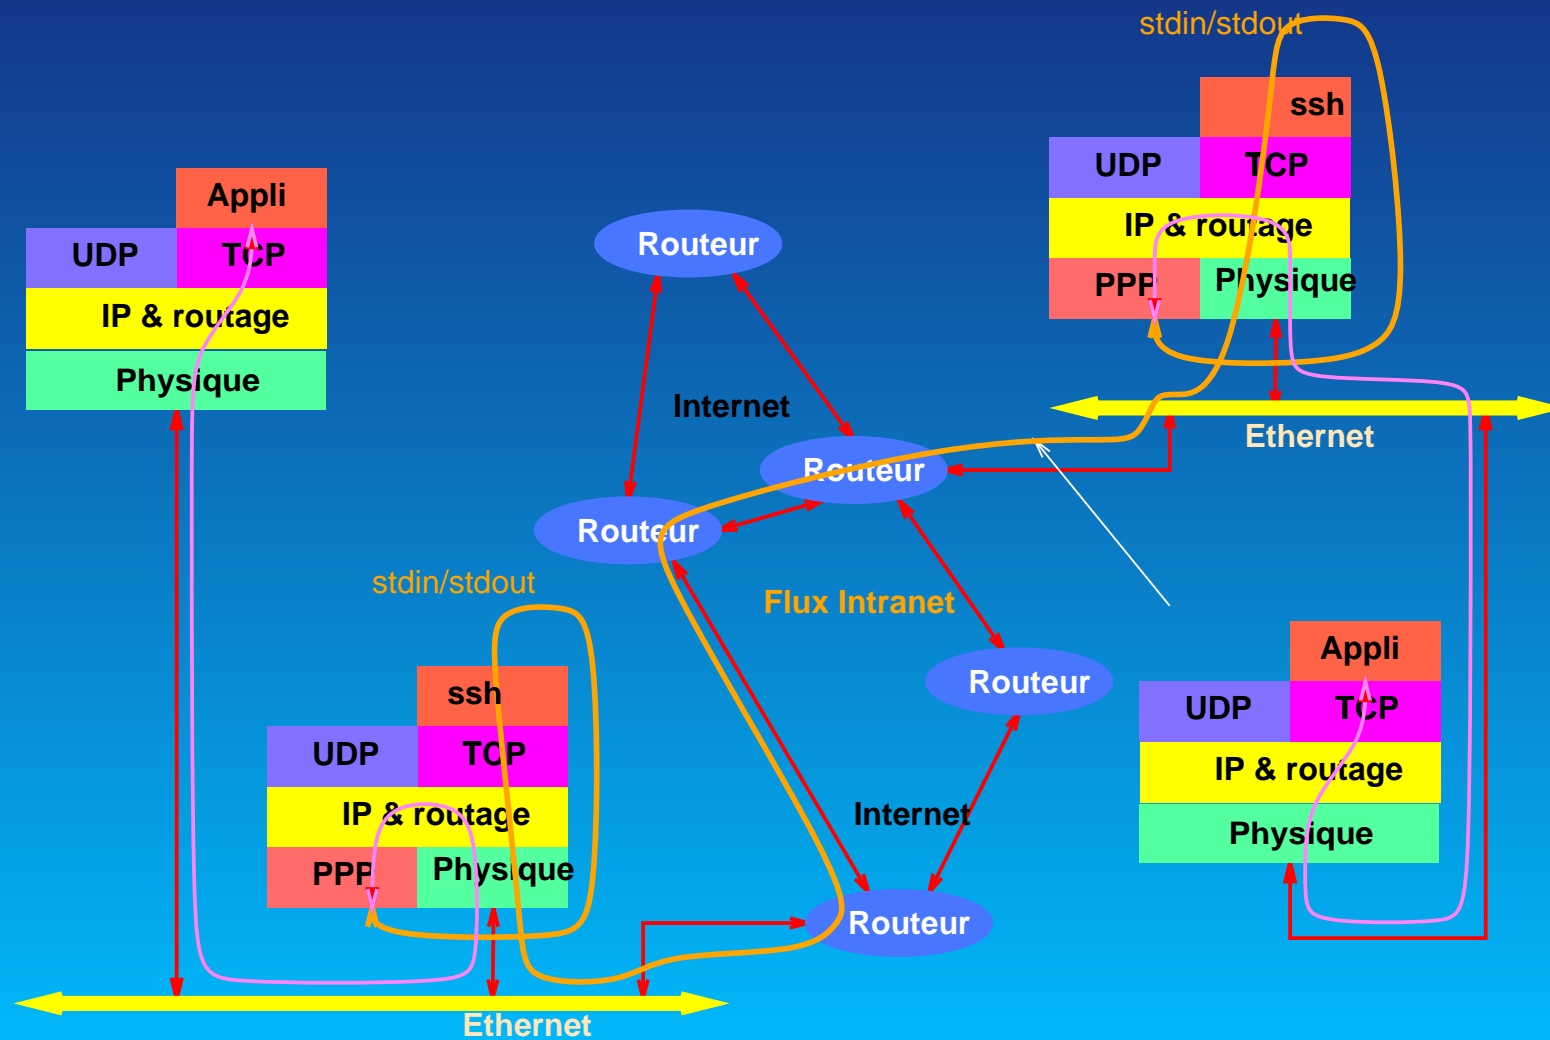 stdin/stdout
ssh
UDP TCP
IP & routage
PPP Physique
Ethernet
Appli
UDP TCP
IP & routage
Physique
Routeur
Internet
Routeur
Routeur
Flux Intranet
Routeur
Internet
Routeur
stdin/stdout
ssh
UDP TCP
IP & routage
PPP Physique
Ethernet
Appli
UDP TCP
IP & routage
Physique